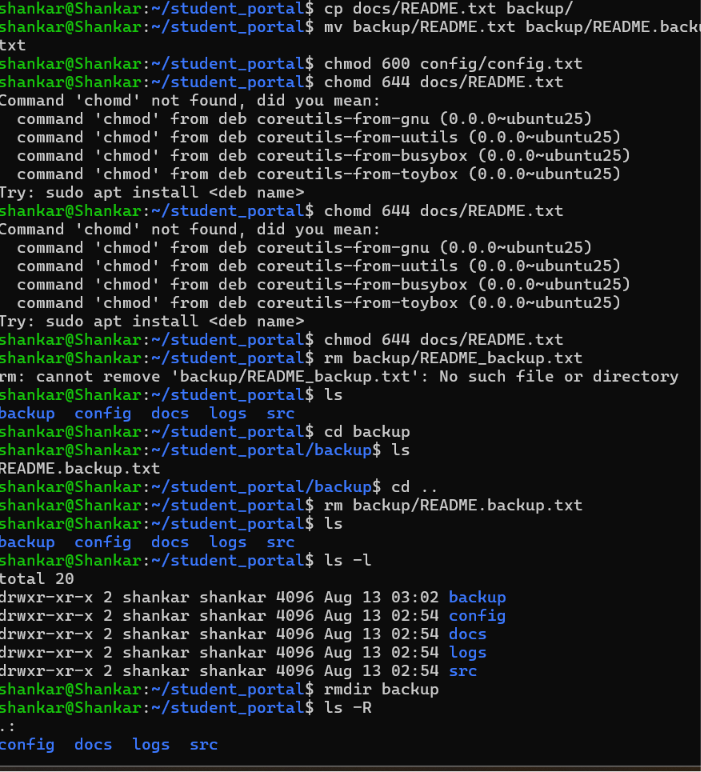 shankar@Shankar:~/student_portal$ cp docs/README.txt backup/
shankar@Shankar:~/student_portal$ mv backup/README.txt backup/README.back
txt
shankar@Shankar:~/student_portal$ chmod 600 config/config.txt
shankar@Shankar:~/student_portal$ chomd 644 docs/README.txt
Command 'chomd' not found, did you mean:
  command 'chmod' from deb coreutils-from-gnu (0.0.0~ubuntu25)
  command 'chmod' from deb coreutils-from-uutils (0.0.0~ubuntu25)
  command 'chmod' from deb coreutils-from-busybox (0.0.0~ubuntu25)
  command 'chmod' from deb coreutils-from-toybox (0.0.0~ubuntu25)
Try: sudo apt install <deb name>
shankar@Shankar:~/student_portal$ chomd 644 docs/README.txt
Command 'chomd' not found, did you mean:
  command 'chmod' from deb coreutils-from-gnu (0.0.0~ubuntu25)
  command 'chmod' from deb coreutils-from-uutils (0.0.0~ubuntu25)
  command 'chmod' from deb coreutils-from-busybox (0.0.0~ubuntu25)
  command 'chmod' from deb coreutils-from-toybox (0.0.0~ubuntu25)
Try: sudo apt install <deb name>
shankar@Shankar:~/student_portal$ chmod 644 docs/README.txt
shankar@Shankar:~/student_portal$ rm backup/README_backup.txt
rm: cannot remove 'backup/README_backup.txt': No such file or directory
shankar@Shankar:~/student_portal$ ls
backup  config  docs  logs  src
shankar@Shankar:~/student_portal$ cd backup
shankar@Shankar:~/student_portal/backup$ ls
README.backup.txt
shankar@Shankar:~/student_portal/backup$ cd ..
shankar@Shankar:~/student_portal$ rm backup/README.backup.txt
shankar@Shankar:~/student_portal$ ls
backup  config  docs  logs  src
shankar@Shankar:~/student_portal$ ls -l
total 20
drwxr-xr-x 2 shankar shankar 4096 Aug 13 03:02 backup
drwxr-xr-x 2 shankar shankar 4096 Aug 13 02:54 config
drwxr-xr-x 2 shankar shankar 4096 Aug 13 02:54 docs
drwxr-xr-x 2 shankar shankar 4096 Aug 13 02:54 logs
drwxr-xr-x 2 shankar shankar 4096 Aug 13 02:54 src
shankar@Shankar:~/student_portal$ rmdir backup
shankar@Shankar:~/student_portal$ ls -R
.:
config  docs  logs  src